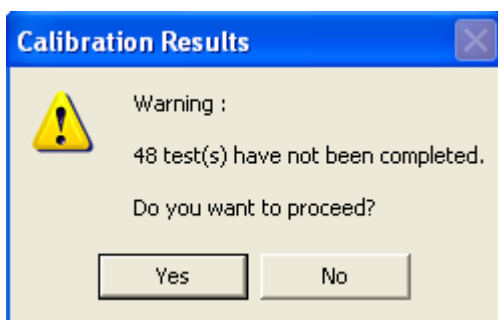 Calibration Results
Warning :
48 test(s) have not been completed.
Do you want to proceed?
Yes
No